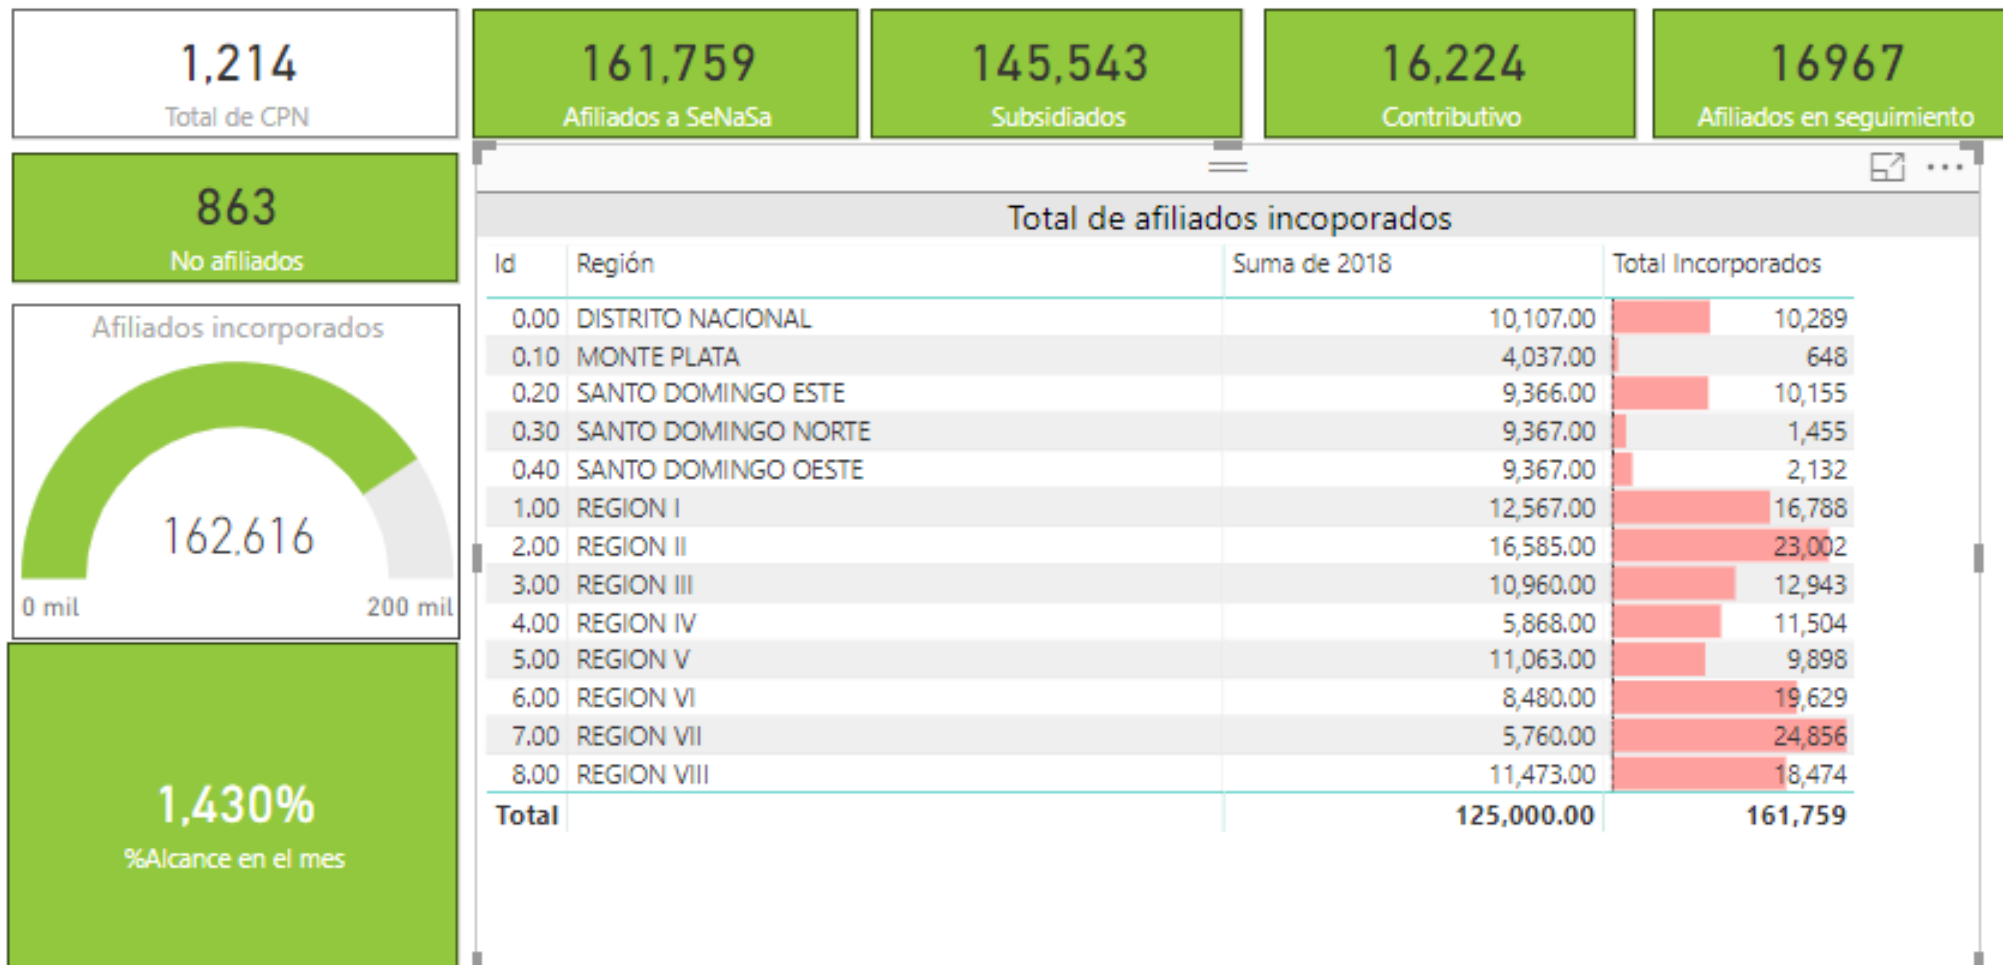 1,214
Total de CPN
161,759
Afiliados a SeNaSa
145,543
Subsidiados
16,224
Contributivo
16967
Afiliados en seguimiento
863
No afiliados
Afiliados incorporados
162,616
0 mil 200 mil
1,430%
%Alcance en el mes
Total de afiliados incoporados
Id Región Suma de 2018 Total Incorporados
0.00 DISTRITO NACIONAL 10,107.00 10,289
0.10 MONTE PLATA 4,037.00 648
0.20 SANTO DOMINGO ESTE 9,366.00 10,155
0.30 SANTO DOMINGO NORTE 9,367.00 1,455
0.40 SANTO DOMINGO OESTE 9,367.00 2,132
1.00 REGION I 12,567.00 16,788
2.00 REGION II 16,585.00 23,002
3.00 REGION III 10,960.00 12,943
4.00 REGION IV 5,868.00 11,504
5.00 REGION V 11,063.00 9,898
6.00 REGION VI 8,480.00 19,629
7.00 REGION VII 5,760.00 24,856
8.00 REGION VIII 11,473.00 18,474
Total 125,000.00 161,759